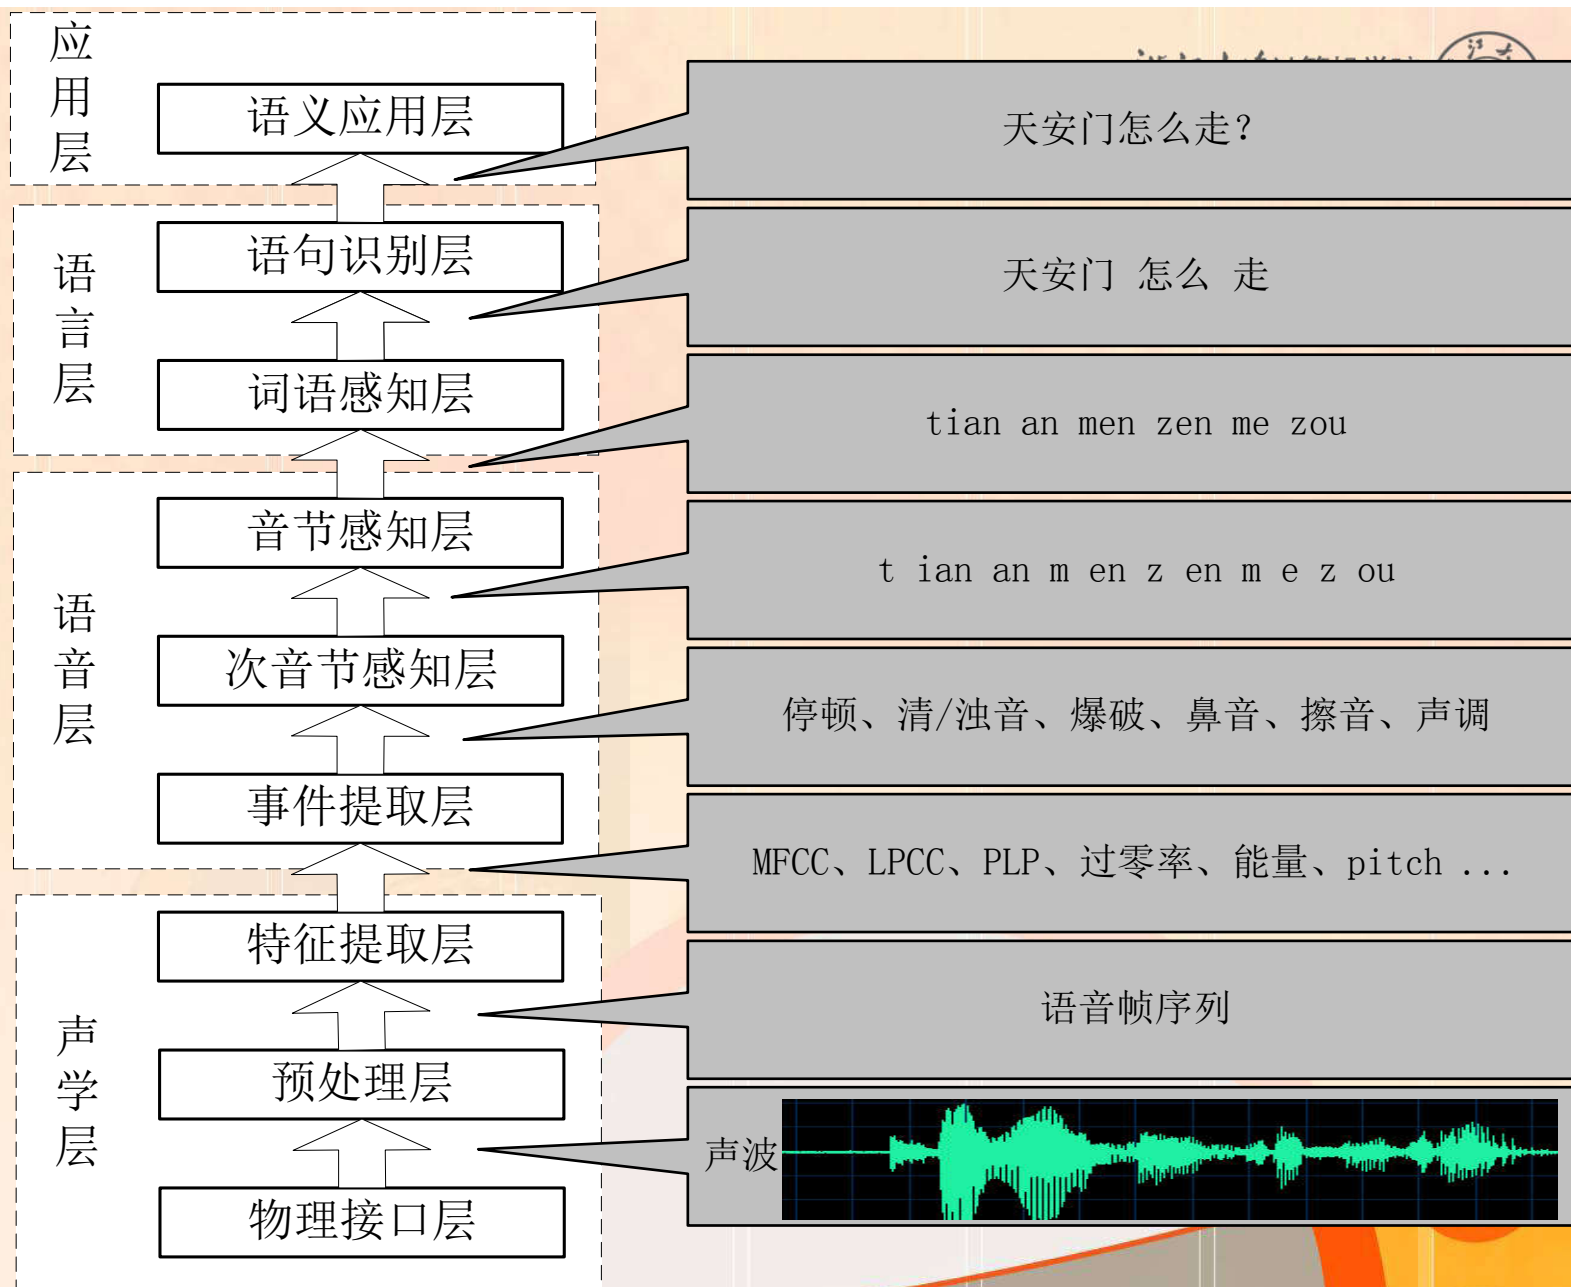 应用层
语义应用层
天安门怎么走？
语句识别层
天安门 怎么 走
语言层
词语感知层
tian an men zen me zou
音节感知层
t ian an m en z en m e z ou
语音层
次音节感知层
停顿、清/浊音、爆破、鼻音、擦音、声调
事件提取层
MFCC、LPCC、PLP、过零率、能量、pitch ...
特征提取层
语音帧序列
声学层
预处理层
声波
物理接口层